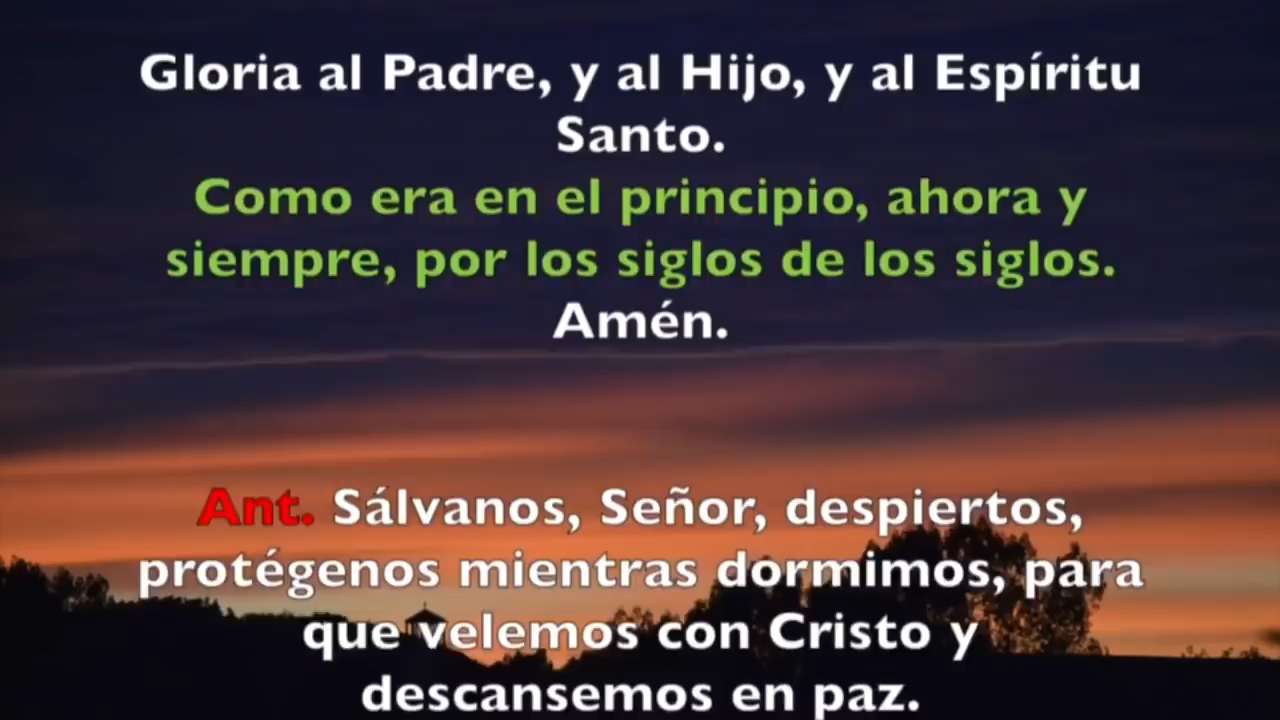 Gloria al Padre, y al Hijo, y al Espíritu
Santo.
Como era en el principio, ahora y
siempre, por los siglos de los siglos.
Amén.
Ant. Sálvanos, Señor, despiertos,
protégenos mientras dormimos, para
que velemos con Cristo y
descansemos en paz.